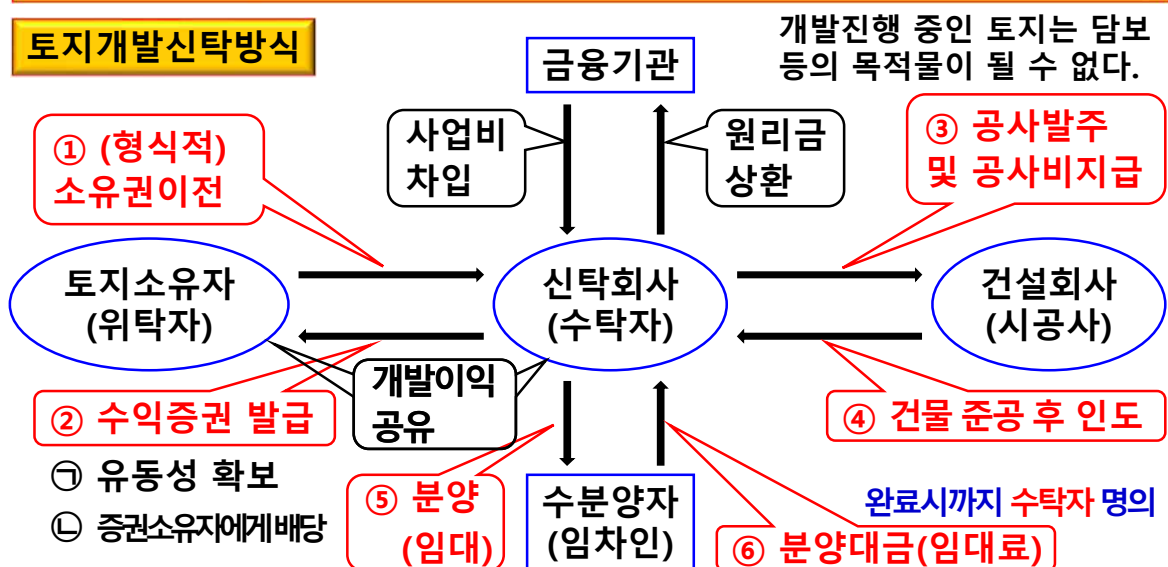 토지개발신탁방식
개발진행 중인 토지는 담보
등의 목적물이 될 수 없다.
금융기관
① (형식적)
소유권이전
사업비
차입
원리금
상환
③ 공사발주
및 공사비지급
토지소유자
(위탁자)
신탁회사
(수탁자)
건설회사
(시공사)
② 수익증권 발급
개발이익
공유
④ 건물 준공 후 인도
㉠ 유동성 확보
㉡ 증권소유자에게 배당
⑤ 분양
(임대)
수분양자
(임차인)
완료시까지 수탁자 명의
⑥ 분양대금(임대료)